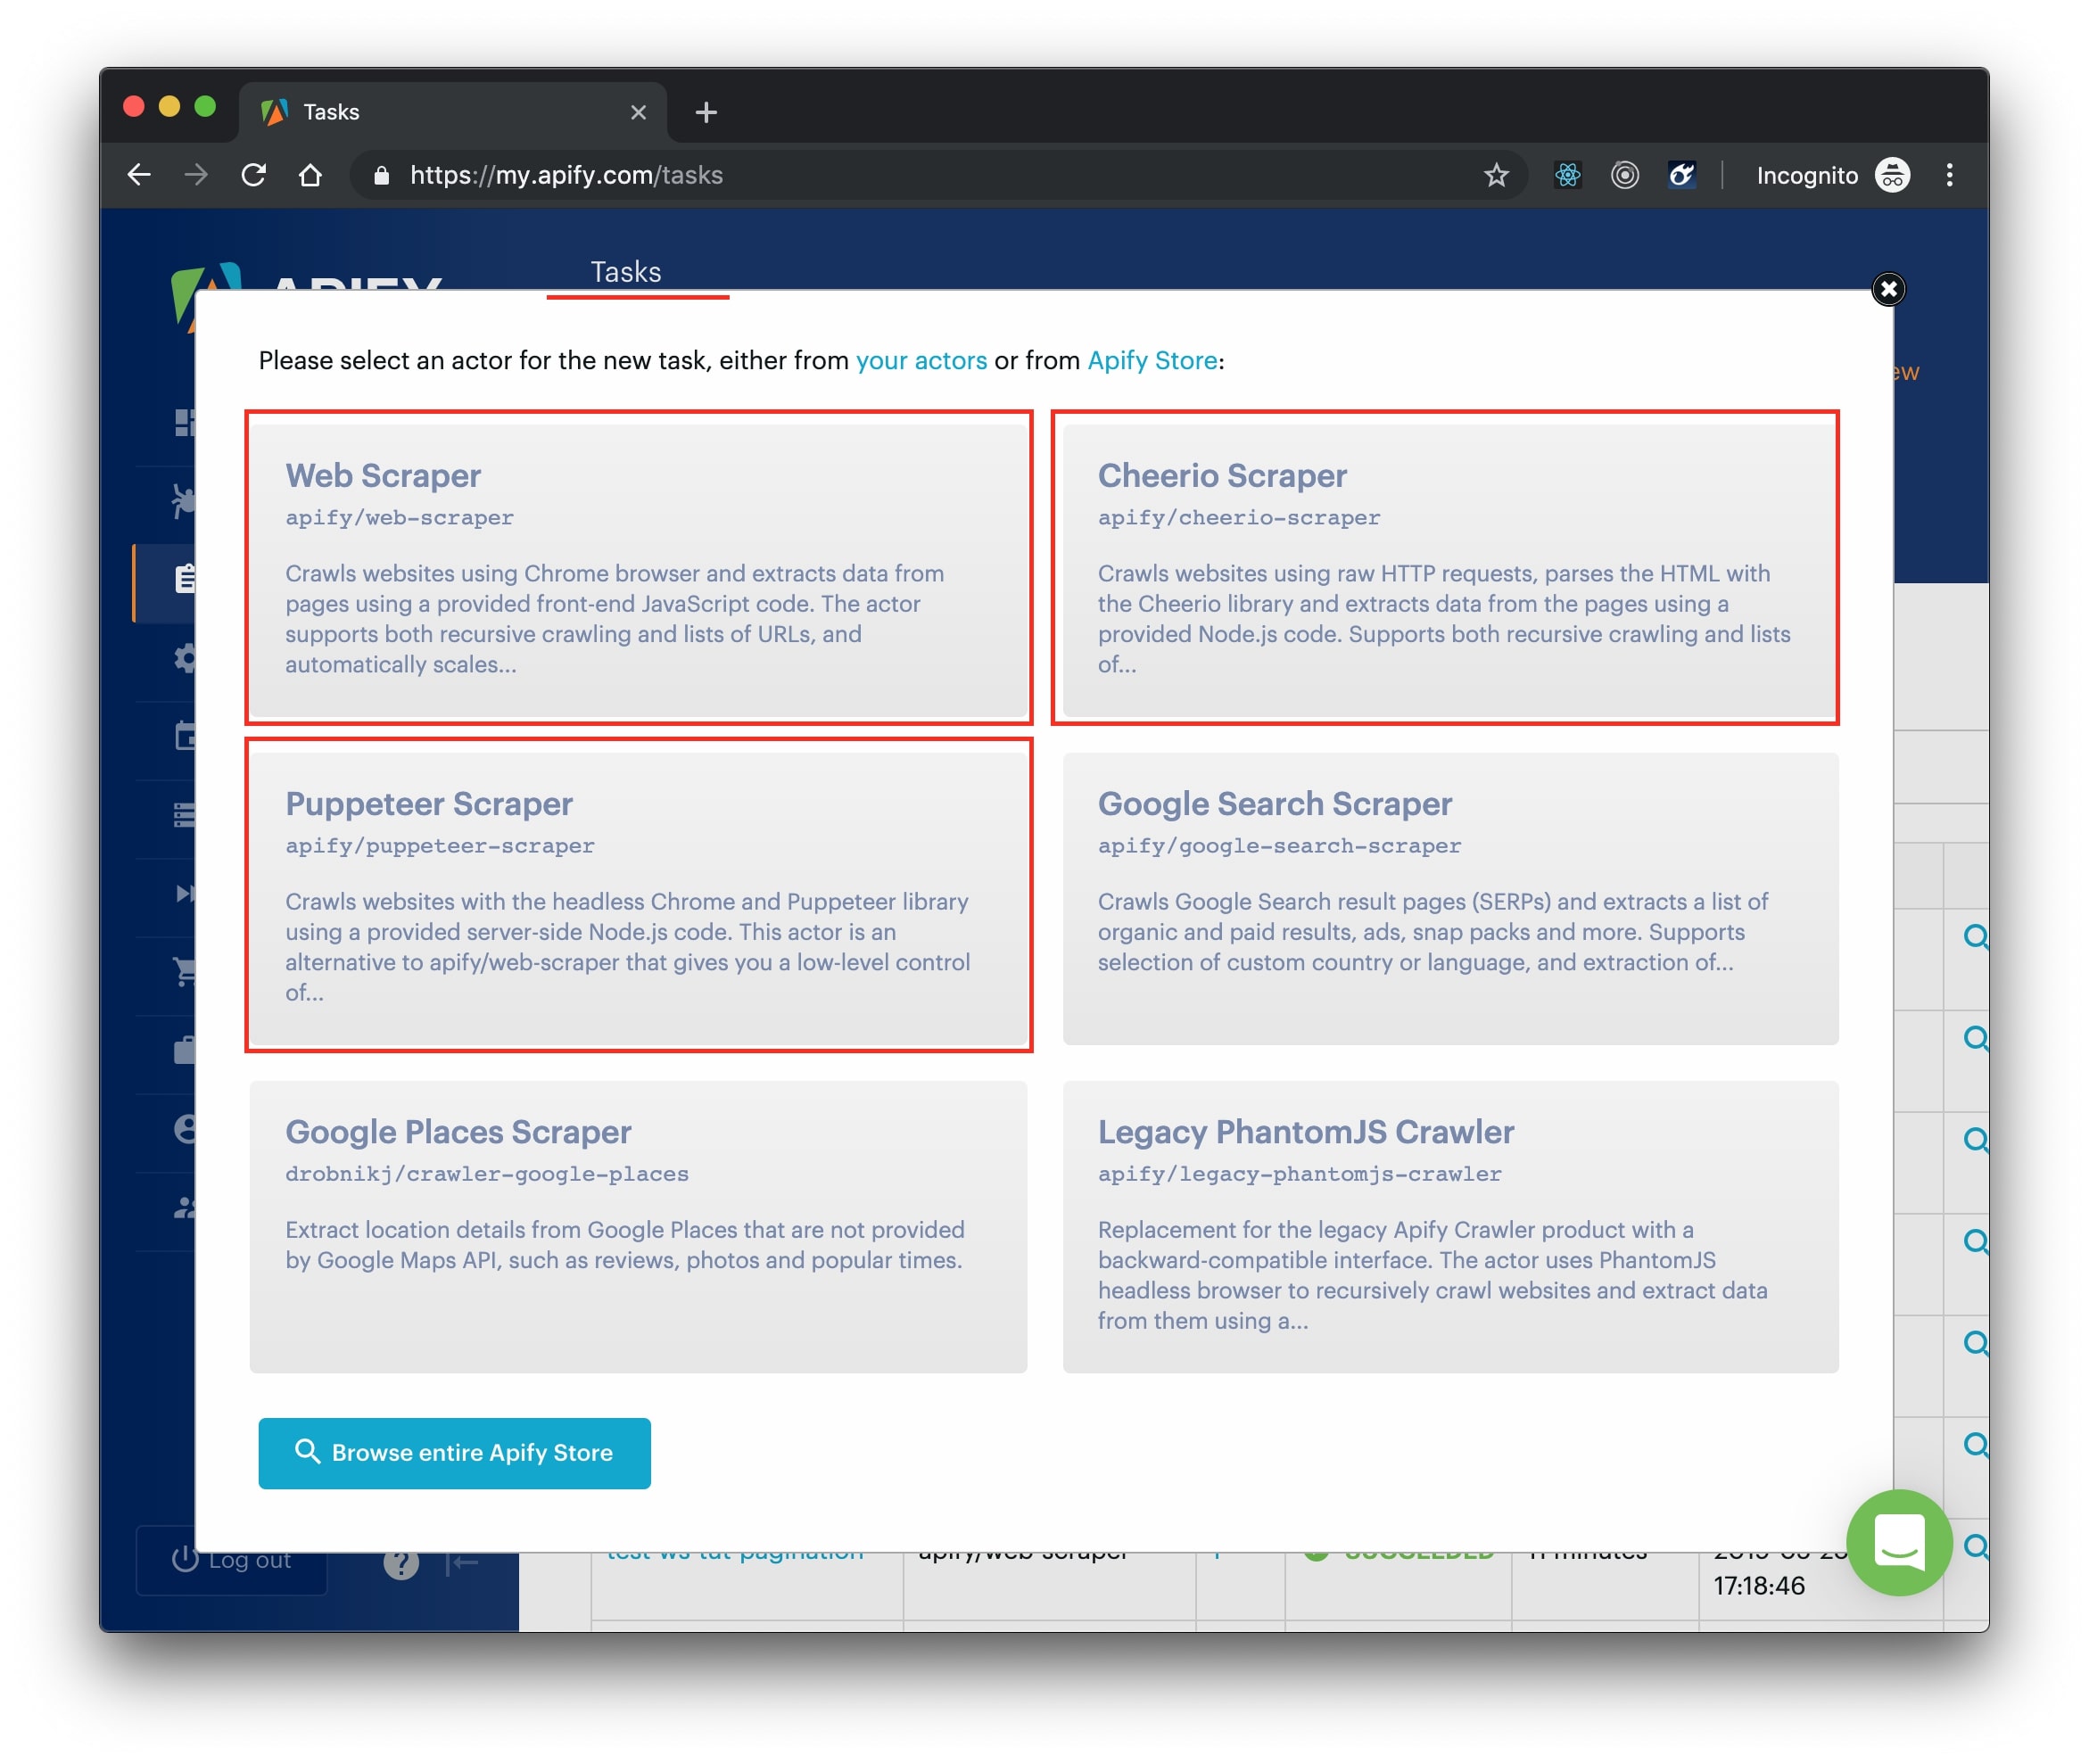 Tasks
https://my.apify.com/tasks
Incognito
APIFY
Tasks
Please select an actor for the new task, either from your actors or from Apify Store:
ew
Web Scraper
apify/web-scraper
Crawls websites using Chrome browser and extracts data from
pages using a provided front-end JavaScript code. The actor
supports both recursive crawling and lists of URLs, and
automatically scales...
Cheerio Scraper
apify/cheerio-scraper
Crawls websites using raw HTTP requests, parses the HTML with
the Cheerio library and extracts data from the pages using a
provided Node.js code. Supports both recursive crawling and lists
of...
Puppeteer Scraper
apify/puppeteer-scraper
Crawls websites with the headless Chrome and Puppeteer library
using a provided server-side Node.js code. This actor is an
alternative to apify/web-scraper that gives you a low-level control
of...
Google Search Scraper
apify/google-search-scraper
Crawls Google Search result pages (SERPs) and extracts a list of
organic and paid results, ads, snap packs and more. Supports
selection of custom country or language, and extraction of...
Google Places Scraper
drobnikj/crawler-google-places
Extract location details from Google Places that are not provided
by Google Maps API, such as reviews, photos and popular times.
Legacy PhantomJS Crawler
apify/legacy-phantomjs-crawler
Replacement for the legacy Apify Crawler product with a
backward-compatible interface. The actor uses PhantomJS
headless browser to recursively crawl websites and extract data
from them using a...
Browse entire Apify Store
Log out
test-ws-tut-pagination apify/web-scraper SUCCEEDED 11 minutes
17:18:46